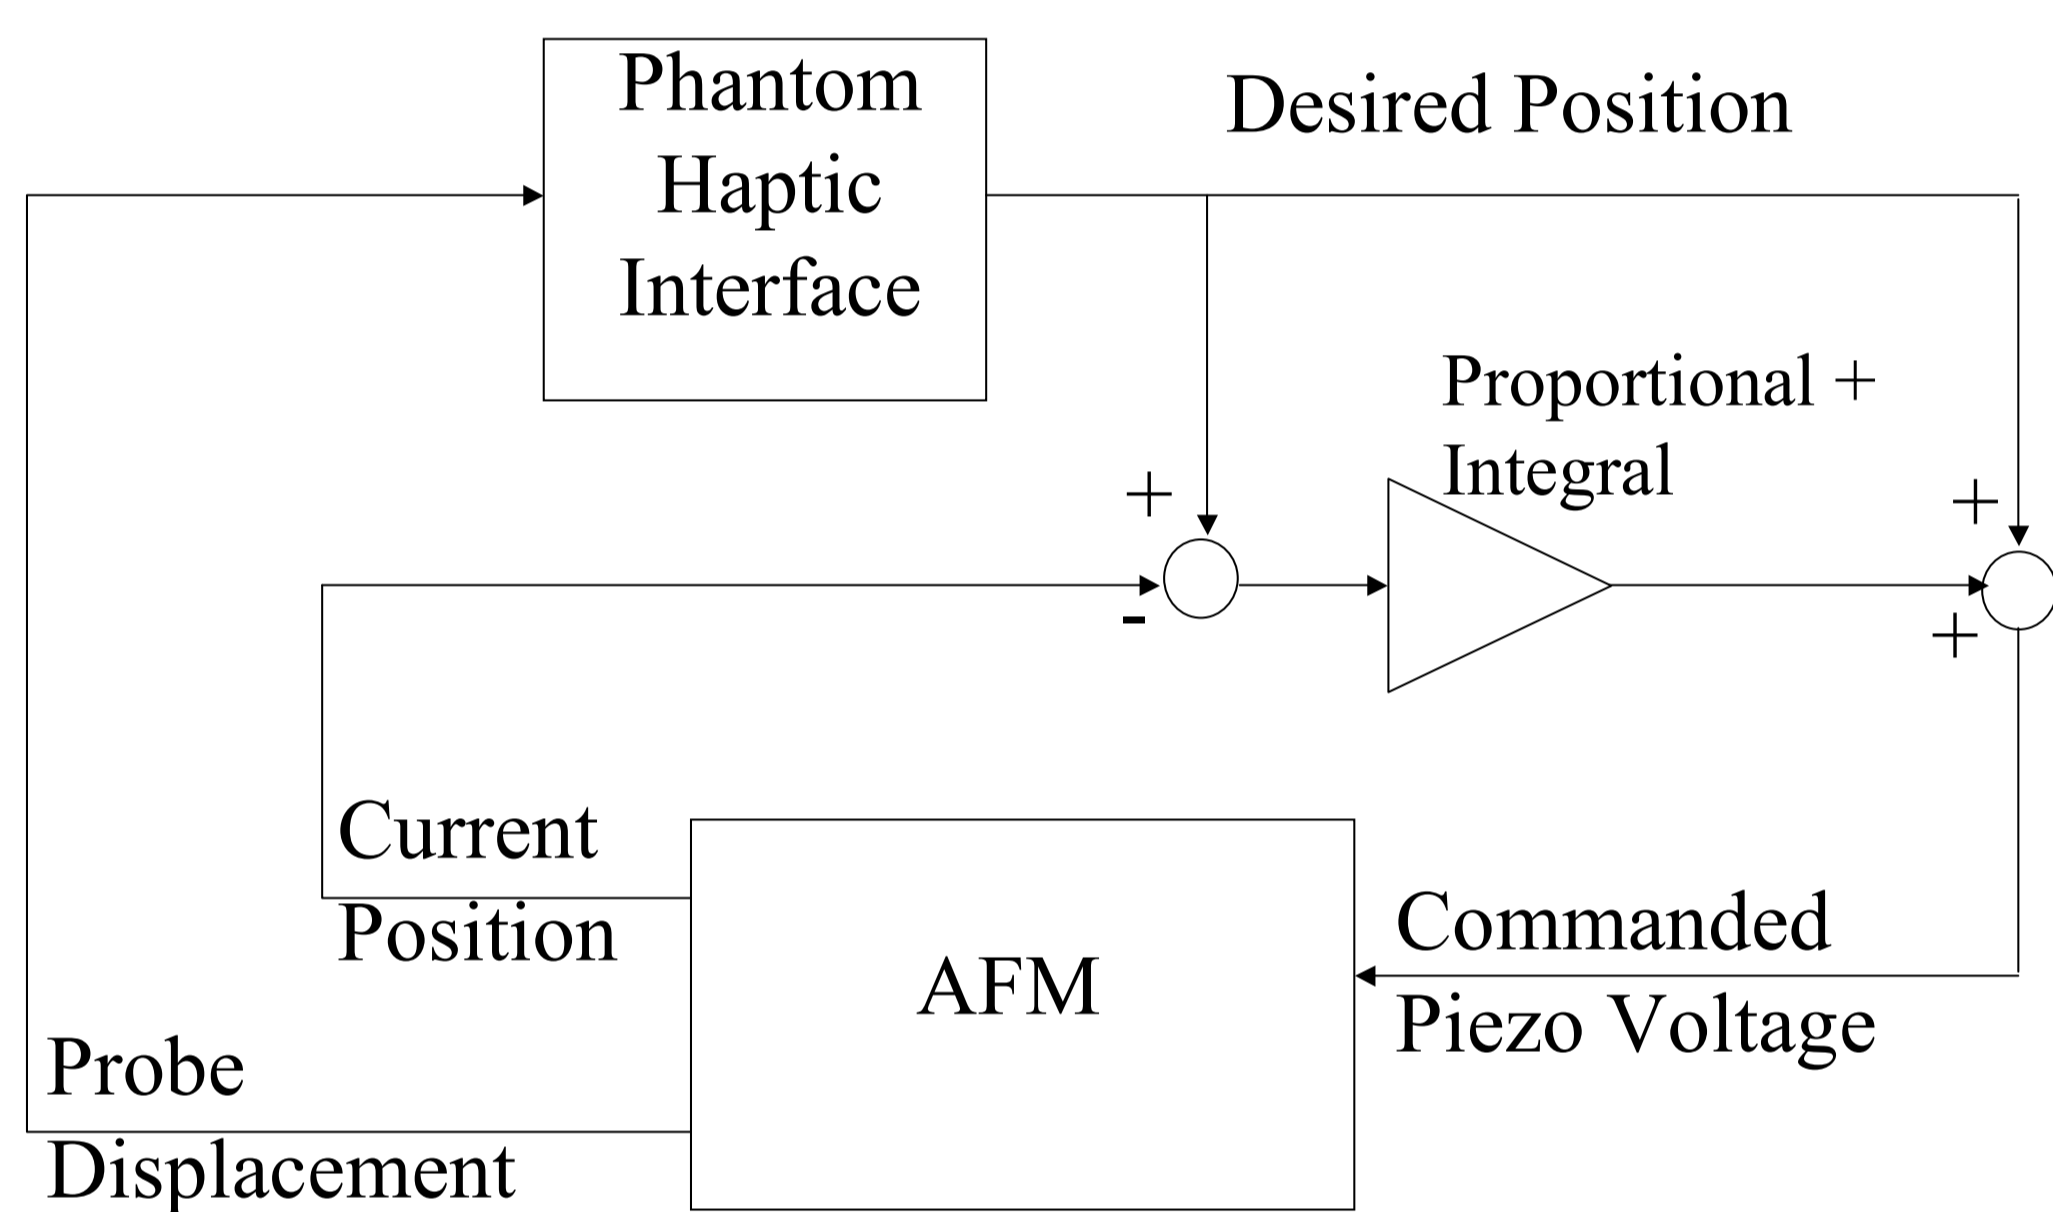 Phantom
Haptic
Interface
Desired Position
Proportional +
Integral
+
-
+
+
Current
Position
AFM
Commanded
Piezo Voltage
Probe
Displacement